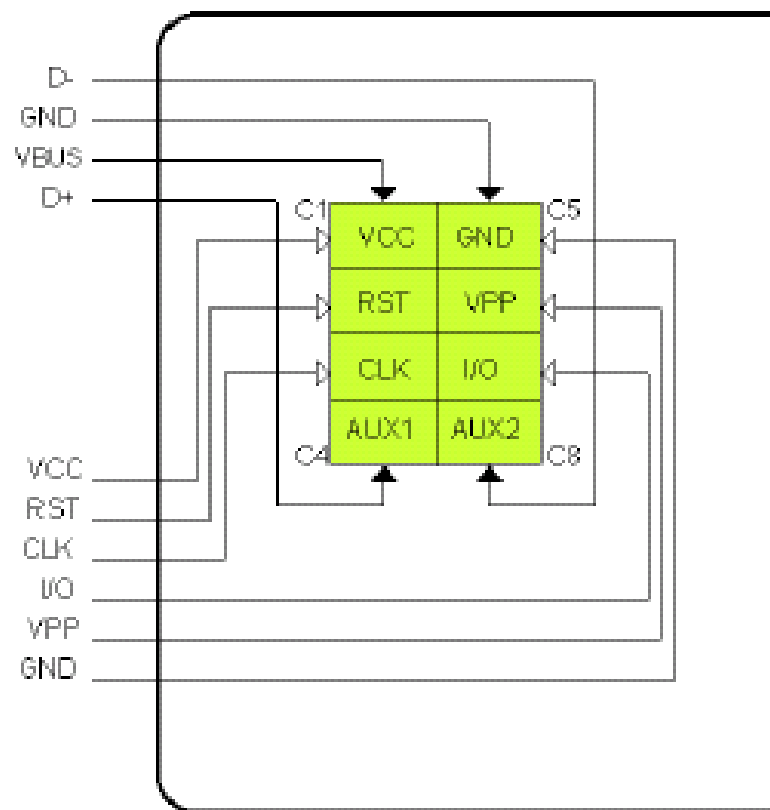 D-
GND
VBUS
D+
C1 C5
VCC GND
RST VPP
CLK I/O
AUX1 AUX2
C4 C8
VCC
RST
CLK
I/O
VPP
GND